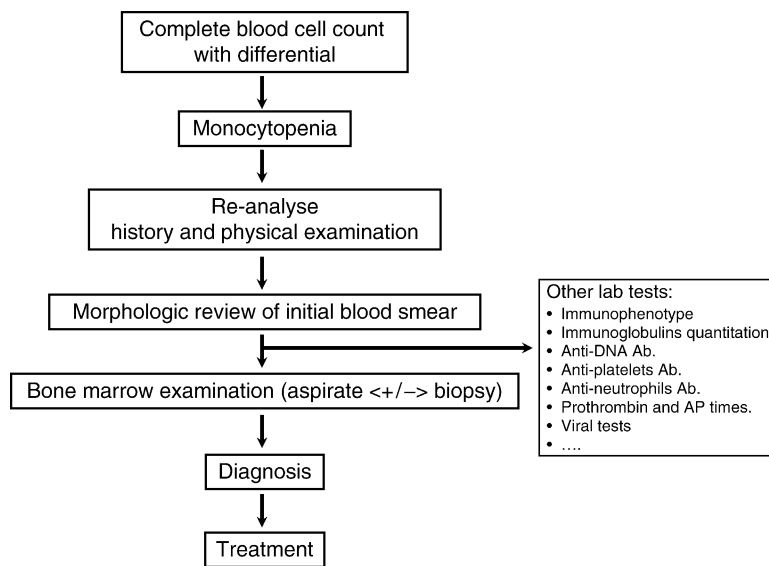 Complete blood cell count
with differential
Monocytopenia
Re-analyse
history and physical examination
Morphologic review of initial blood smear
Other lab tests:
• Immunophenotype
• Immunoglobulins quantitation
• Anti-DNA Ab.
• Anti-platelets Ab.
• Anti-neutrophils Ab.
• Prothrombin and AP times.
• Viral tests
• ....
Bone marrow examination (aspirate <+/−> biopsy)
Diagnosis
Treatment